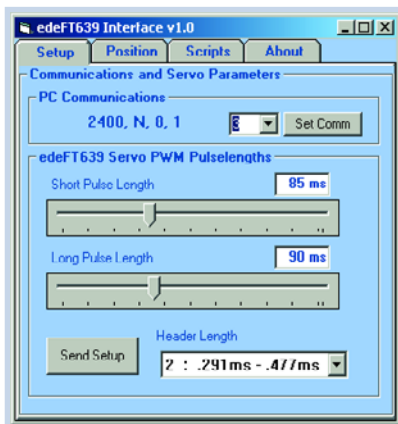 edeFT639 Interface v1.0
Setup Position Scripts About
Communications and Servo Parameters
PC Communications
2400, N, 0, 1 3 Set Comm
edeFT639 Servo PWM Pulselengths
Short Pulse Length 85 ms
Long Pulse Length 90 ms
Header Length
Send Setup 2 : .291ms - .477ms